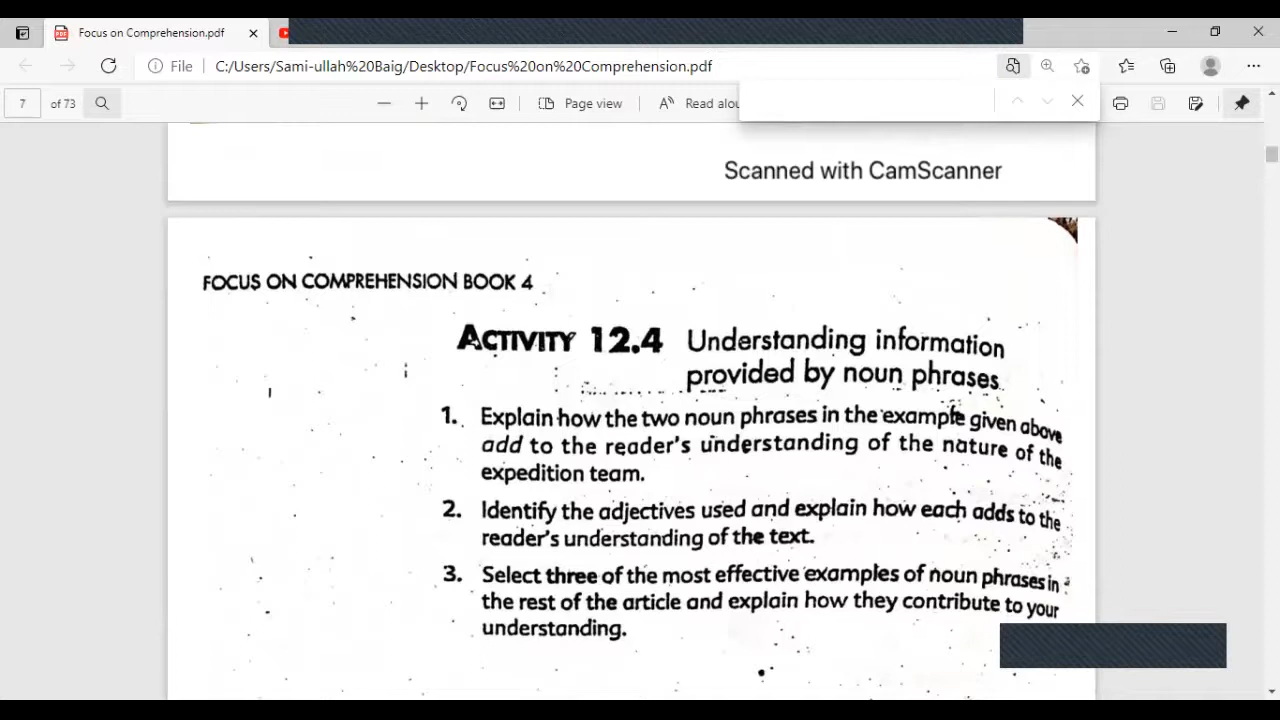 Focus on Comprehension.pdf
File C:/Users/Sami-ullah%20Baig/Desktop/Focus%20on%20Comprehension.pdf
7 of 73 Page view Read alou
Scanned with CamScanner
FOCUS ON COMPREHENSION BOOK 4
ACTIVITY 12.4 Understanding information
provided by noun phrases
1. Explain how the two noun phrases in the example given above
add to the reader's understanding of the nature of the
expedition team.
2. Identify the adjectives used and explain how each adds to the
reader's understanding of the text.
3. Select three of the most effective examples of noun phrases in
the rest of the article and explain how they contribute to your
understanding.